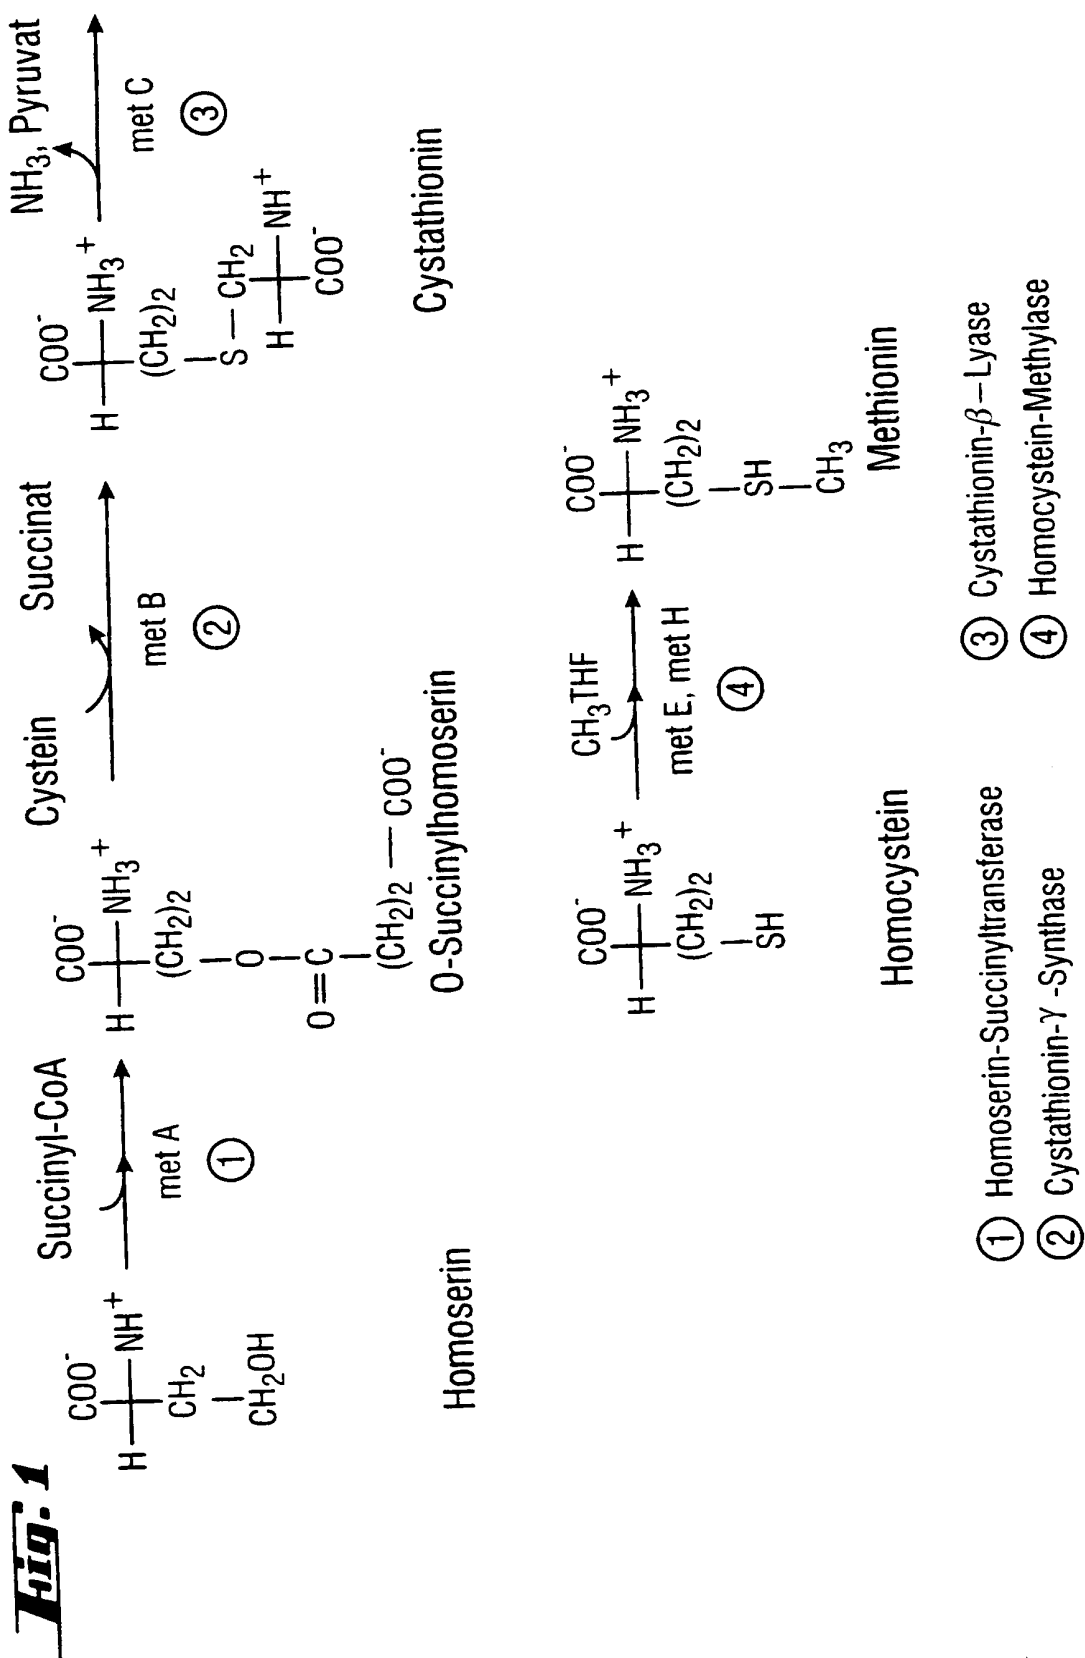 Fig. 1
Succinyl-CoA
Cystein
Succinat
NH3, Pyruvat
COO-
H
NH+
CH2
CH2OH
met A
1
COO-
H
NH3+
(CH2)2
O
O=C
(CH2)2 — COO-
met B
2
COO-
H
NH3+
(CH2)2
S — CH2
H
NH+
COO-
met C
3
Homoserin
O-Succinylhomoserin
Cystathionin
COO-
H
NH3+
(CH2)2
SH
CH3THF
met E, met H
4
COO-
H
NH3+
(CH2)2
SH
CH3
Homocystein
Methionin
1 Homoserin-Succinyltransferase
2 Cystathionin-γ -Synthase
3 Cystathionin-β–Lyase
4 Homocystein-Methylase